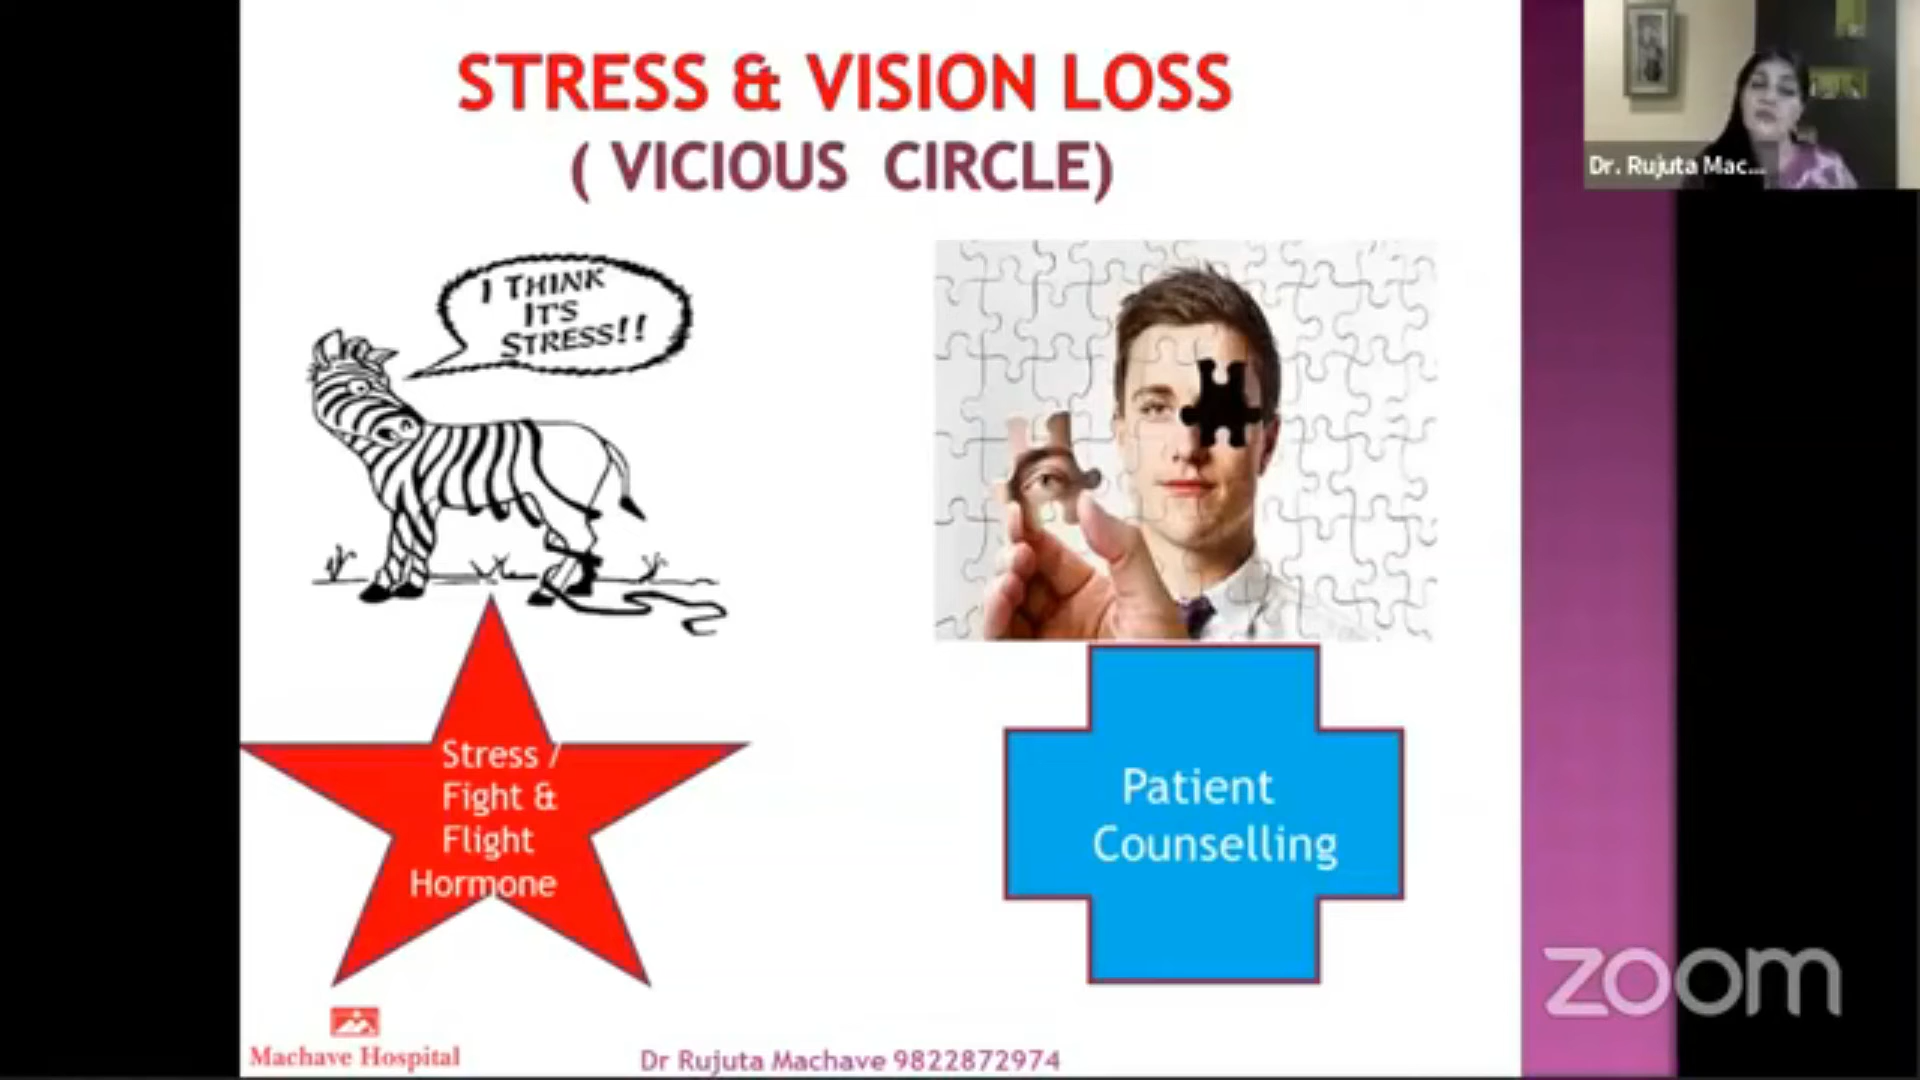 STRESS & VISION LOSS
( VICIOUS CIRCLE)
Dr. Rujuta Mac...
I THINK
IT'S
STRESS!!
Stress /
Fight &
Flight
Hormone
Patient
Counselling
zoom
Machave Hospital
Dr Rujuta Machave 9822872974